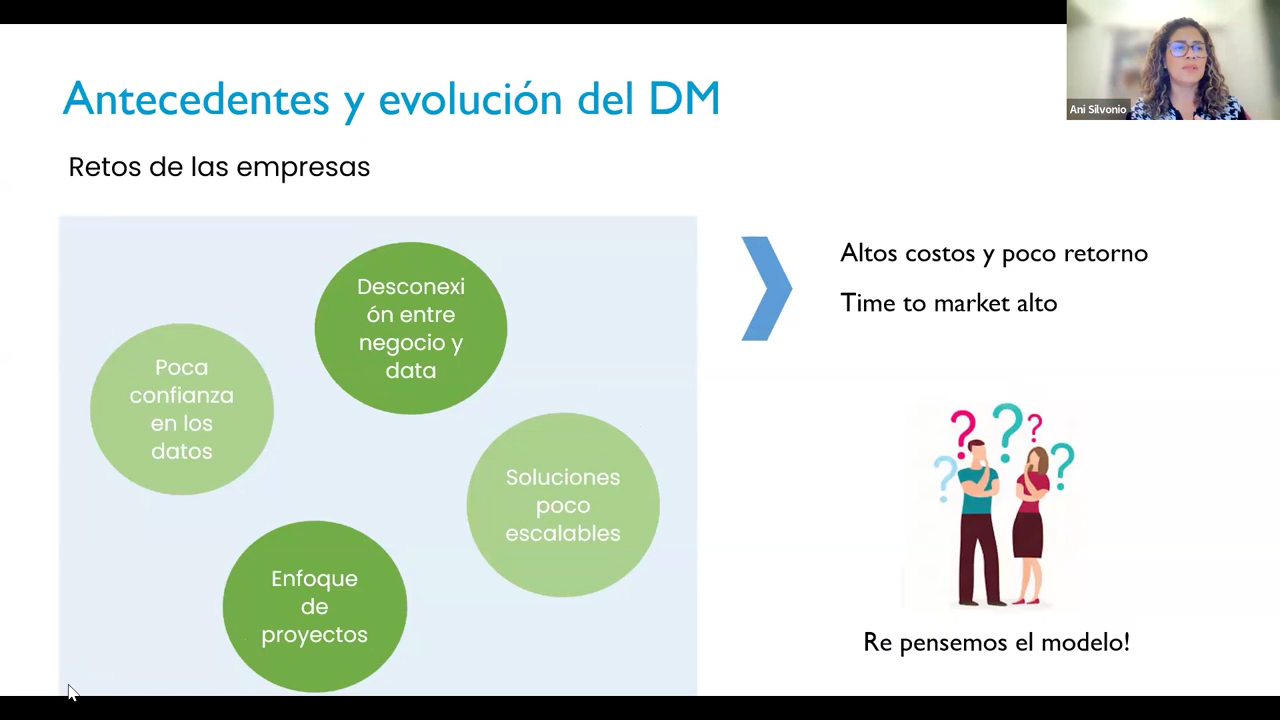 Antecedentes y evolución del DM
Ani Silvonio
Retos de las empresas
Desconexi
ón entre
negocio y
data
Poca
confianza
en los
datos
Soluciones
poco
escalables
Enfoque
de
proyectos
Altos costos y poco retorno
Time to market alto
? ? ? ? ?
Re pensemos el modelo!